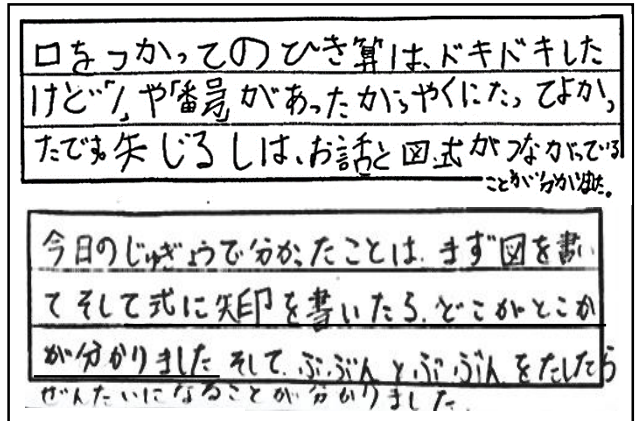 口をつかってのひき算は、ドキドキした
けど「ノ」や「番号」があったからやくにたってよかっ
たです。矢じるしは、お話と図、式がつながっている
ことが分かりました。
今日のじゅぎょうで分かったことは、まず図を書い
てそして式に矢印を書いたら、どこがどこか
が分かりました そして、ぶぶんとぶぶんをたしたら
ぜんたいになることが分かりました。